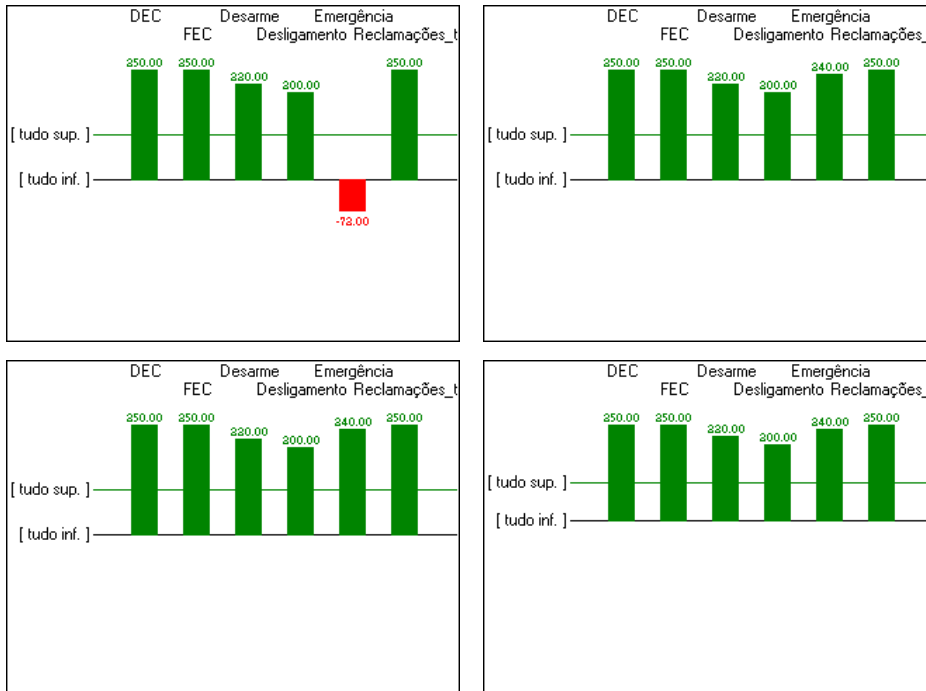 DEC Desarme Emergência
FEC Desligamento Reclamações_t
250.00 250.00 220.00 200.00 250.00
[ tudo sup. ]
[ tudo inf. ]
-72.00
DEC Desarme Emergência
FEC Desligamento Reclamações_
250.00 250.00 220.00 200.00 240.00 250.00
[ tudo sup. ]
[ tudo inf. ]
DEC Desarme Emergência
FEC Desligamento Reclamações_t
250.00 250.00 220.00 200.00 240.00 250.00
[ tudo sup. ]
[ tudo inf. ]
DEC Desarme Emergência
FEC Desligamento Reclamações_
250.00 250.00 220.00 200.00 240.00 250.00
[ tudo sup. ]
[ tudo inf. ]